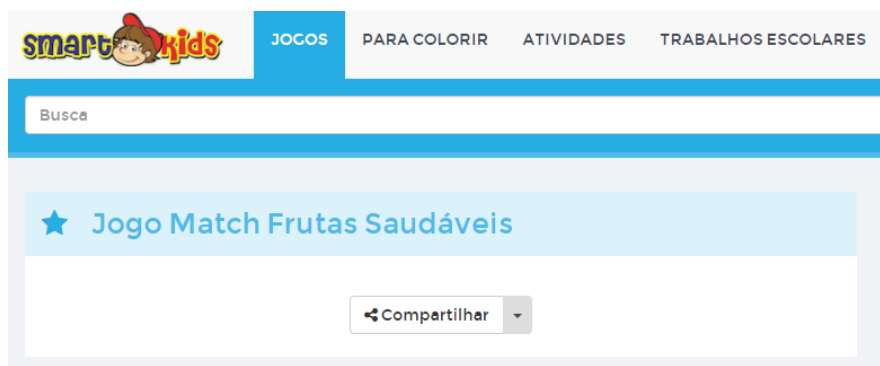 smart kids
JOGOS PARA COLORIR ATIVIDADES TRABALHOS ESCOLARES
Busca
Jogo Match Frutas Saudáveis
Compartilhar